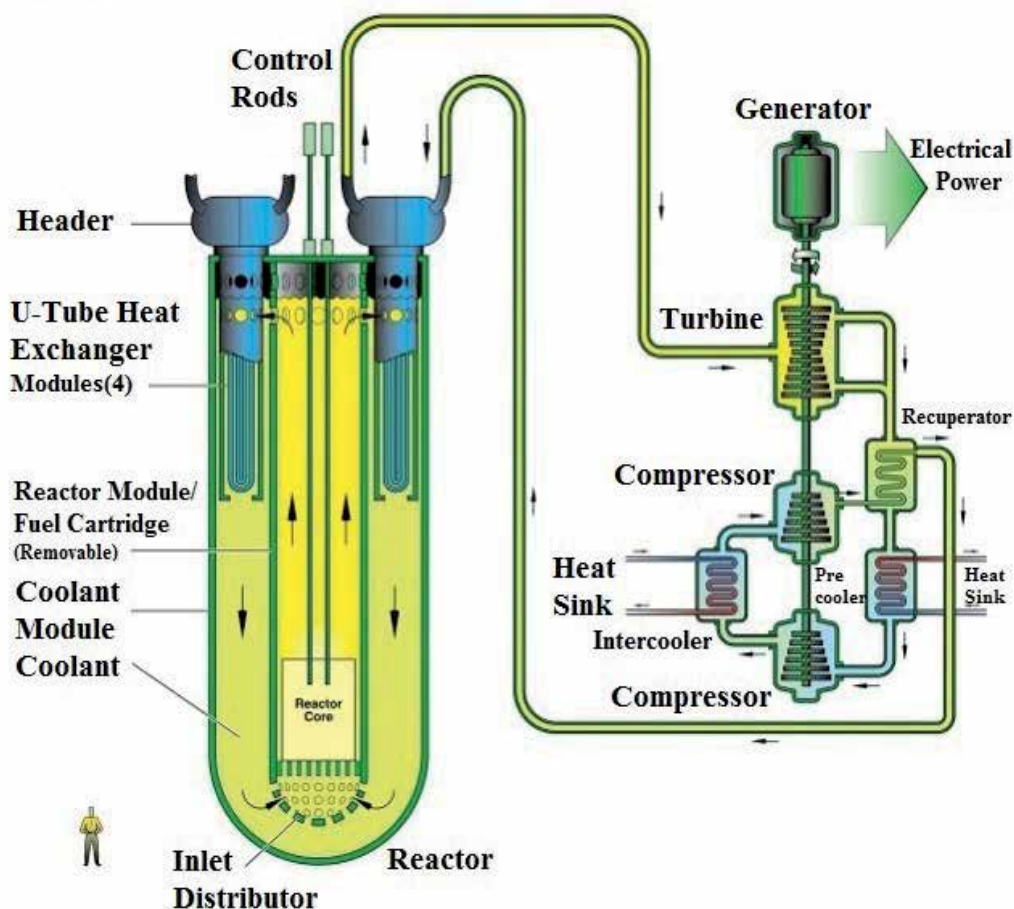 Control
Rods
Generator
Electrical
Power
Header
U-Tube Heat
Exchanger
Modules(4)
Turbine
Recuperator
Compressor
Reactor Module/
Fuel Cartridge
(Removable)
Heat
Sink
Pre
cooler
Heat
Sink
Coolant
Module
Coolant
Intercooler
Compressor
Reactor
Core
Inlet
Distributor
Reactor